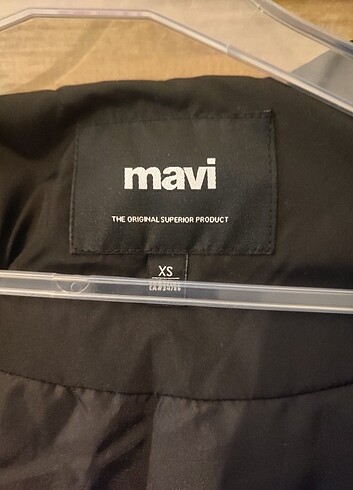 mavi
THE ORIGINAL SUPERIOR PRODUCT
XS